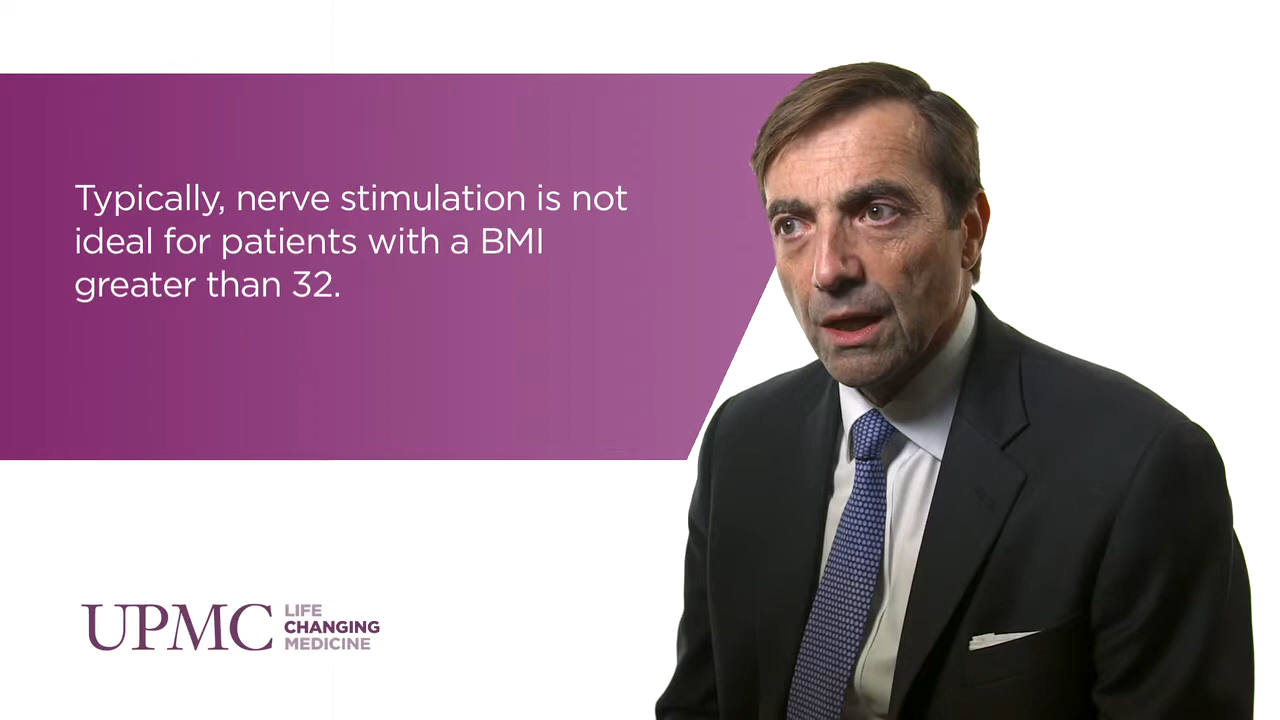 Typically, nerve stimulation is not
ideal for patients with a BMI
greater than 32.
UPMC
LIFE
CHANGING
MEDICINE